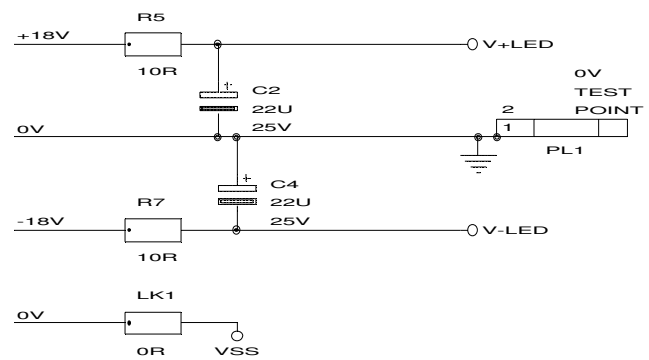 R5
+18V
V+LED
10R
0V
C2
TEST
22U
2
POINT
0V
25V
1
PL1
C4
R7
22U
-18V
25V
V-LED
10R
LK1
0V
0R
VSS